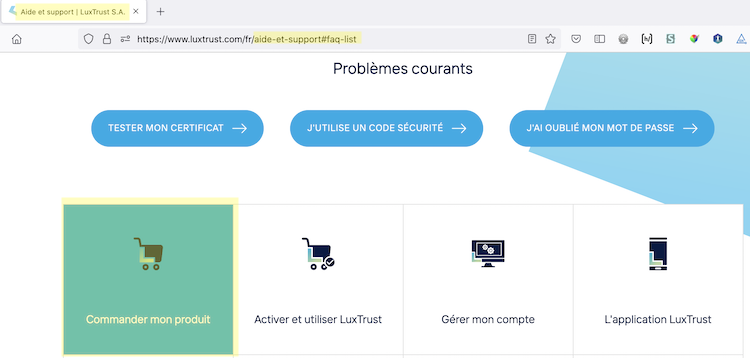 Aide et support | LuxTrust S.A.
https://www.luxtrust.com/fr/aide-et-support#faq-list
Problèmes courants
TESTER MON CERTIFICAT
J'UTILISE UN CODE SÉCURITÉ
J'AI OUBLIÉ MON MOT DE PASSE
Commander mon produit
Activer et utiliser LuxTrust
Gérer mon compte
L'application LuxTrust